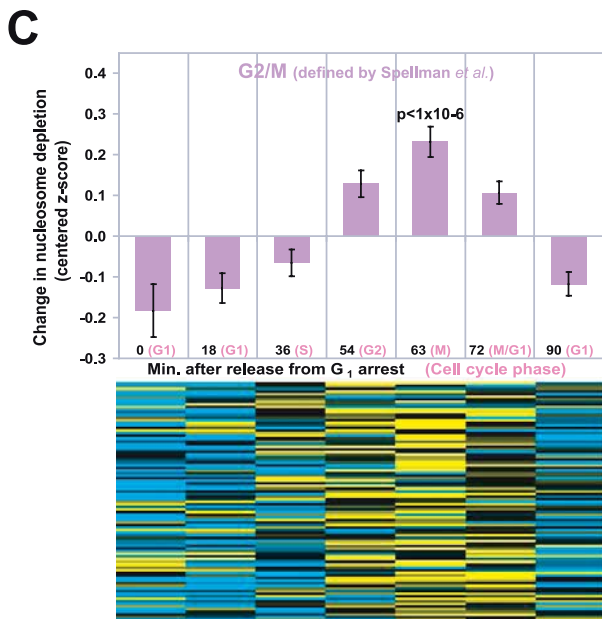 C
G2/M (defined by Spellman et al.)
p<1x10-6
Change in nucleosome depletion
(centered z-score)
0.4
0.3
0.2
0.1
0.0
-0.1
-0.2
-0.3
0 (G1) 18 (G1) 36 (S) 54 (G2) 63 (M) 72 (M/G1) 90 (G1)
Min. after release from G1 arrest (Cell cycle phase)